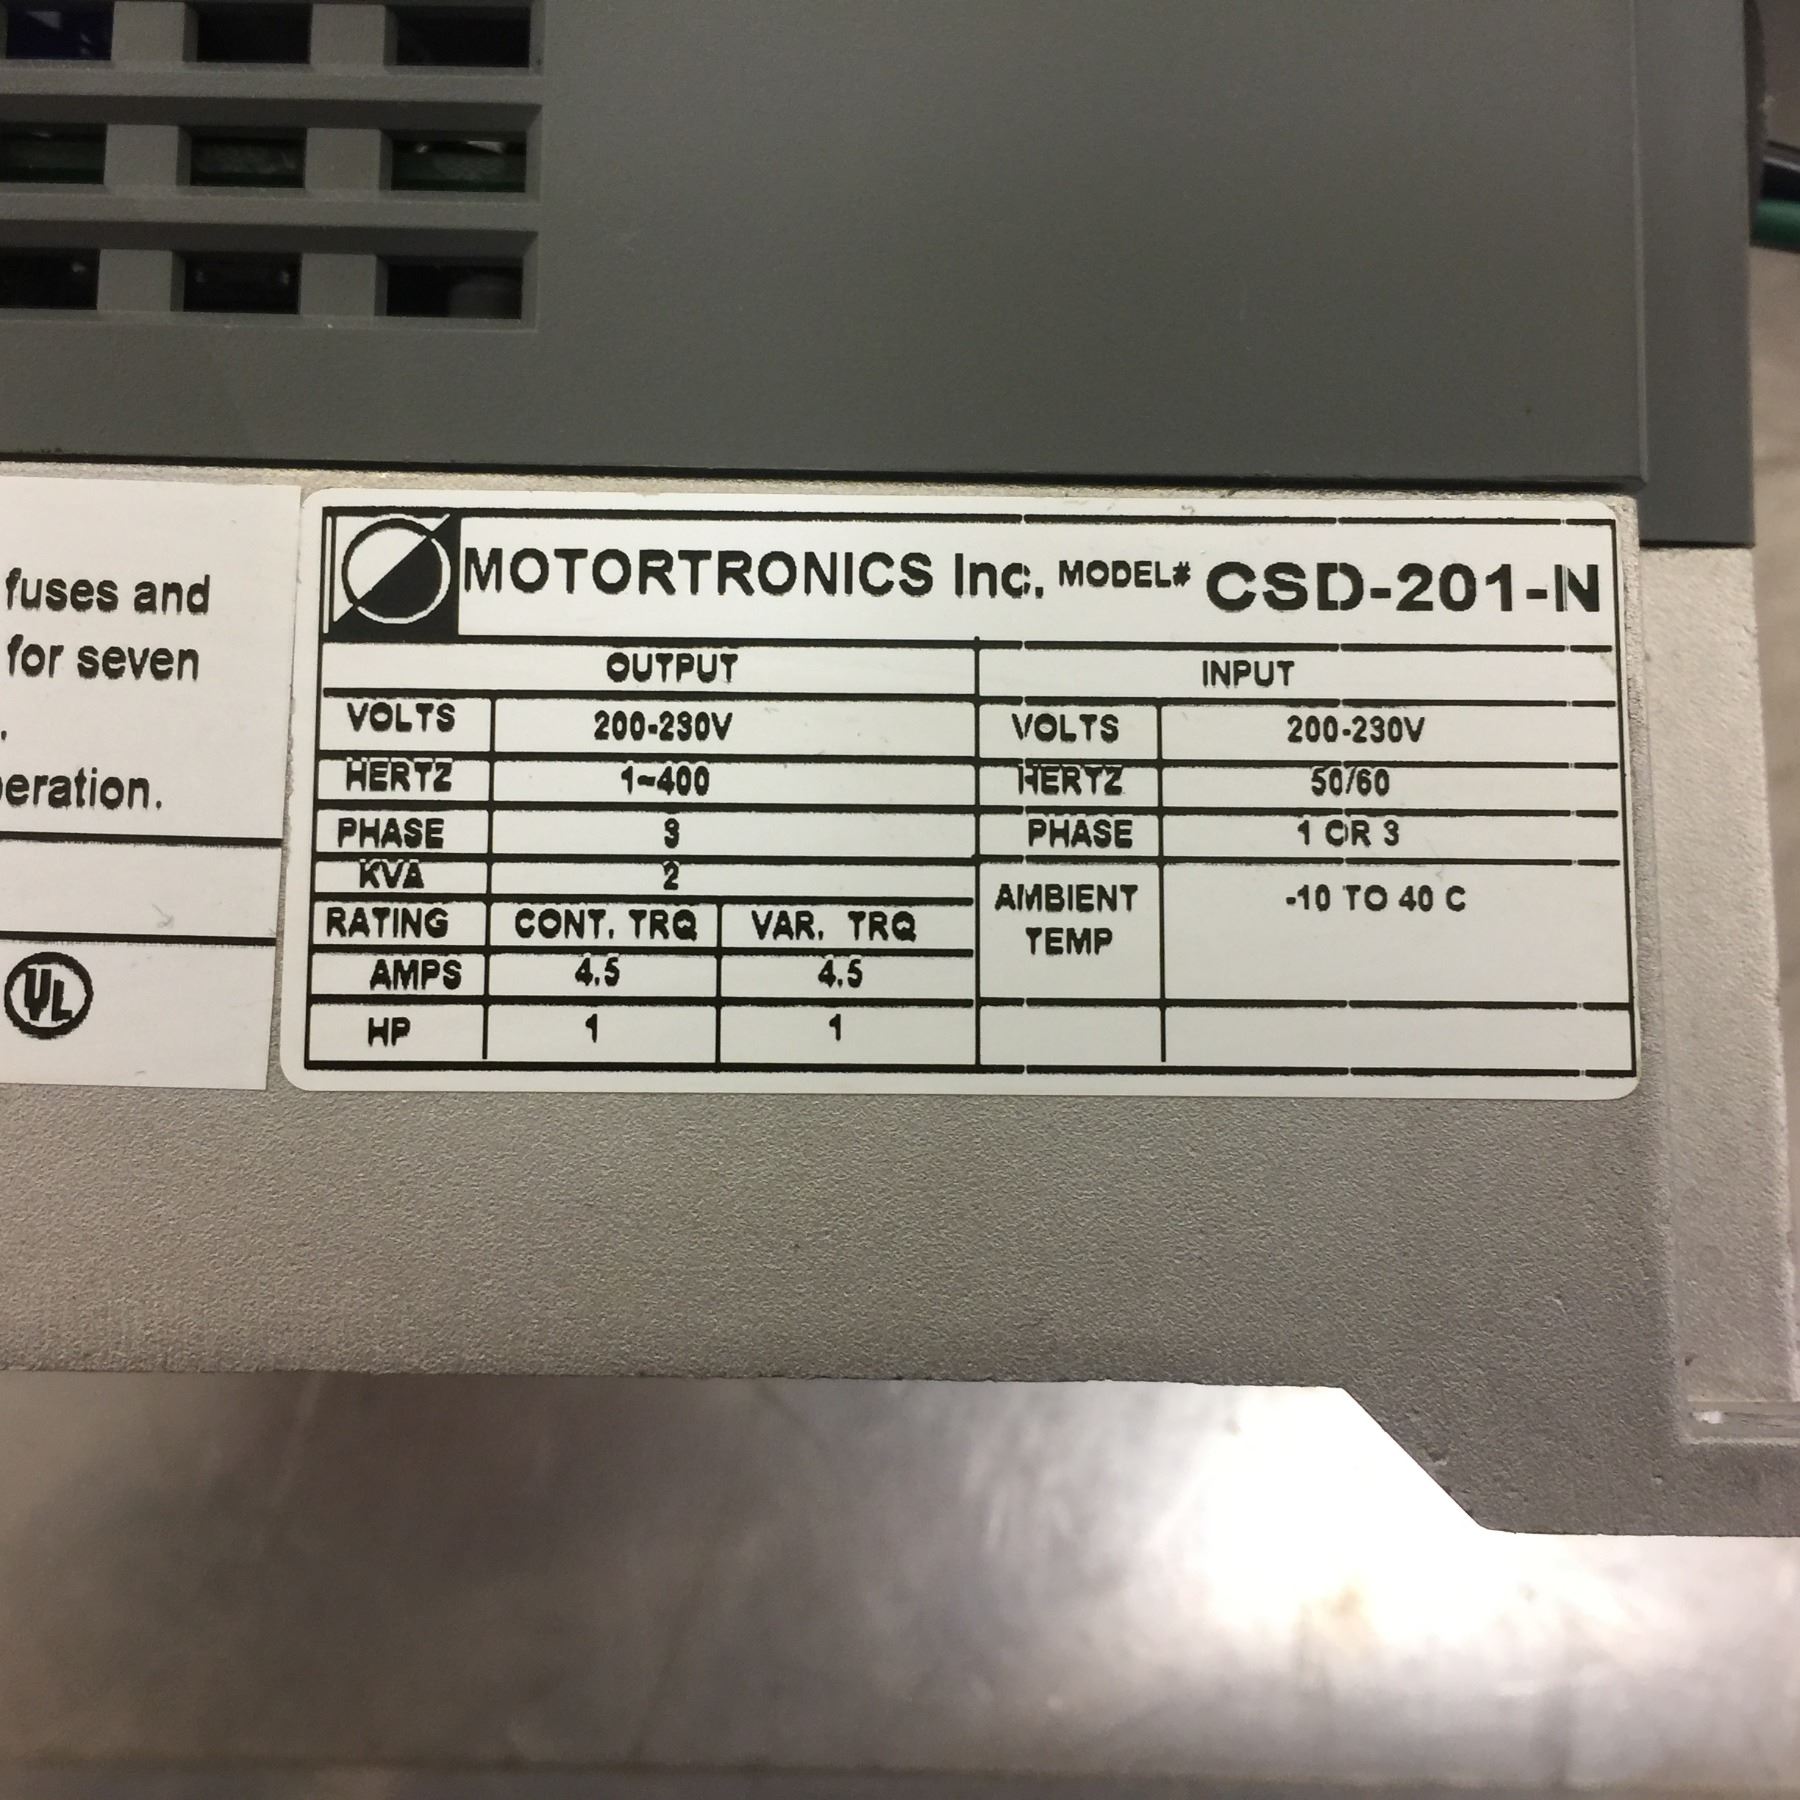 fuses and
for seven
.
eration.
UL
MOTORTRONICS Inc. MODEL# CSD-201-N
OUTPUT INPUT
VOLTS 200-230V VOLTS 200-230V
HERTZ 1~400 HERTZ 50/60
PHASE 3 PHASE 1 OR 3
KVA 2
RATING CONT. TRQ VAR. TRQ AMBIENT TEMP -10 TO 40 C
AMPS 4.5 4.5
HP 1 1